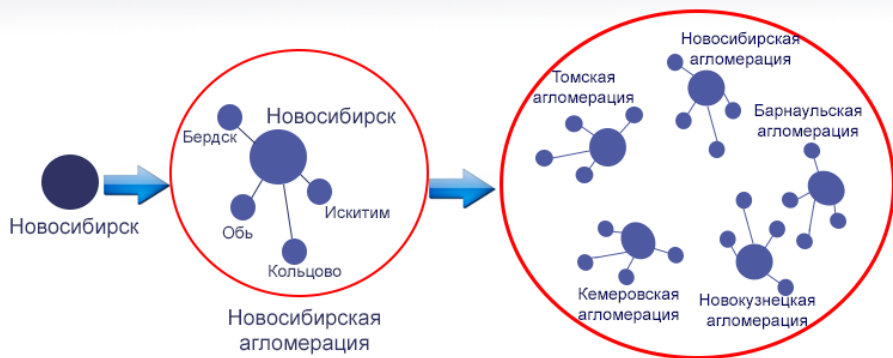 Новосибирск
Новосибирск
Бердск
Обь
Искитим
Кольцово
Новосибирская
агломерация
Новосибирская
агломерация
Томская
агломерация
Барнаульская
агломерация
Кемеровская
агломерация
Новокузнецкая
агломерация